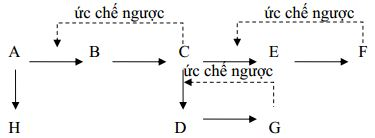 ức chế ngược ức chế ngược
A B C E F
ức chế ngược
H D G